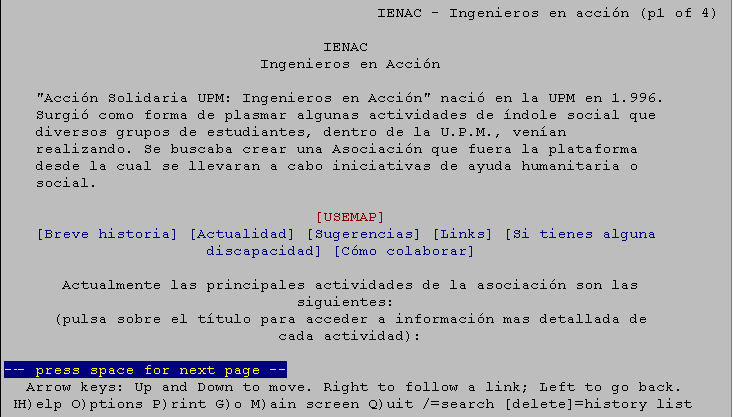 IENAC - Ingenieros en acción (p1 of 4)
IENAC
Ingenieros en Acción
"Acción Solidaria UPM: Ingenieros en Acción" nació en la UPM en 1.996.
Surgió como forma de plasmar algunas actividades de índole social que
diversos grupos de estudiantes, dentro de la U.P.M., venían
realizando. Se buscaba crear una Asociación que fuera la plataforma
desde la cual se llevaran a cabo iniciativas de ayuda humanitaria o
social.
[USEMAP]
[Breve historia] [Actualidad] [Sugerencias] [Links] [Si tienes alguna
discapacidad] [Cómo colaborar]
Actualmente las principales actividades de la asociación son las
siguientes:
(pulsa sobre el título para acceder a información mas detallada de
cada actividad):
-- press space for next page --
Arrow keys: Up and Down to move. Right to follow a link; Left to go back.
H)elp O)ptions P)rint G)o M)ain screen Q)uit /=search [delete]=history list